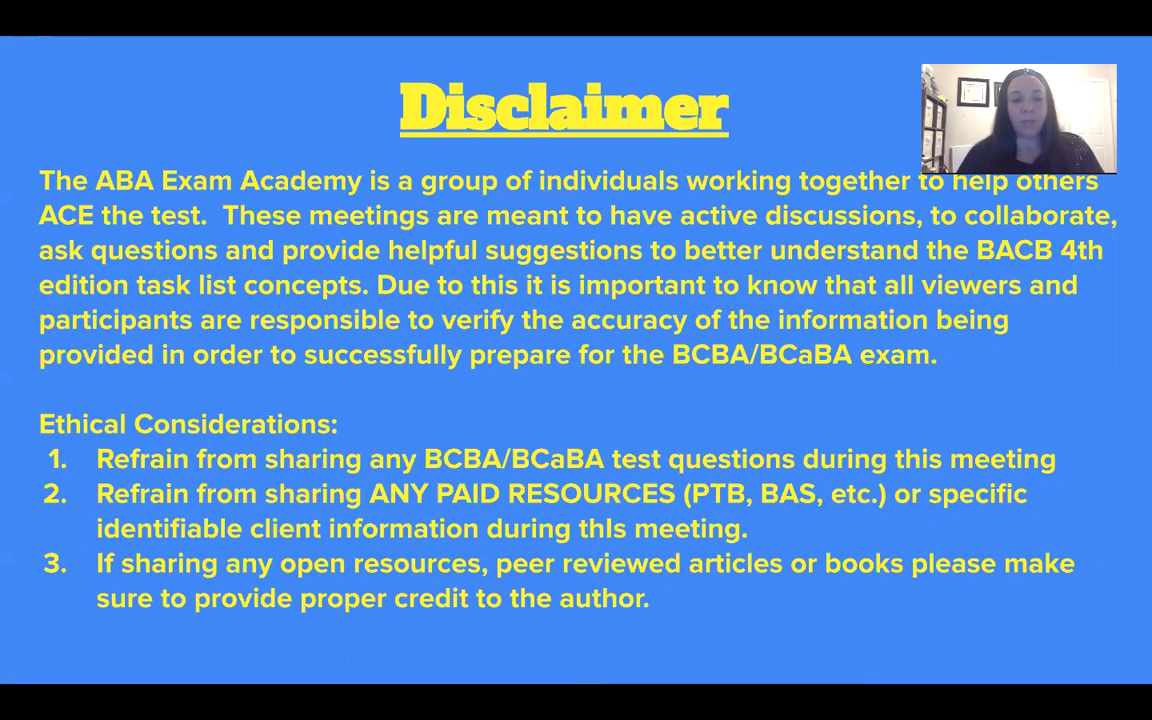 Disclaimer
The ABA Exam Academy is a group of individuals working together to help others
ACE the test.  These meetings are meant to have active discussions, to collaborate,
ask questions and provide helpful suggestions to better understand the BACB 4th
edition task list concepts. Due to this it is important to know that all viewers and
participants are responsible to verify the accuracy of the information being
provided in order to successfully prepare for the BCBA/BCaBA exam.
Ethical Considerations:
1. Refrain from sharing any BCBA/BCaBA test questions during this meeting
2. Refrain from sharing ANY PAID RESOURCES (PTB, BAS, etc.) or specific
identifiable client information during thIs meeting.
3. If sharing any open resources, peer reviewed articles or books please make
sure to provide proper credit to the author.